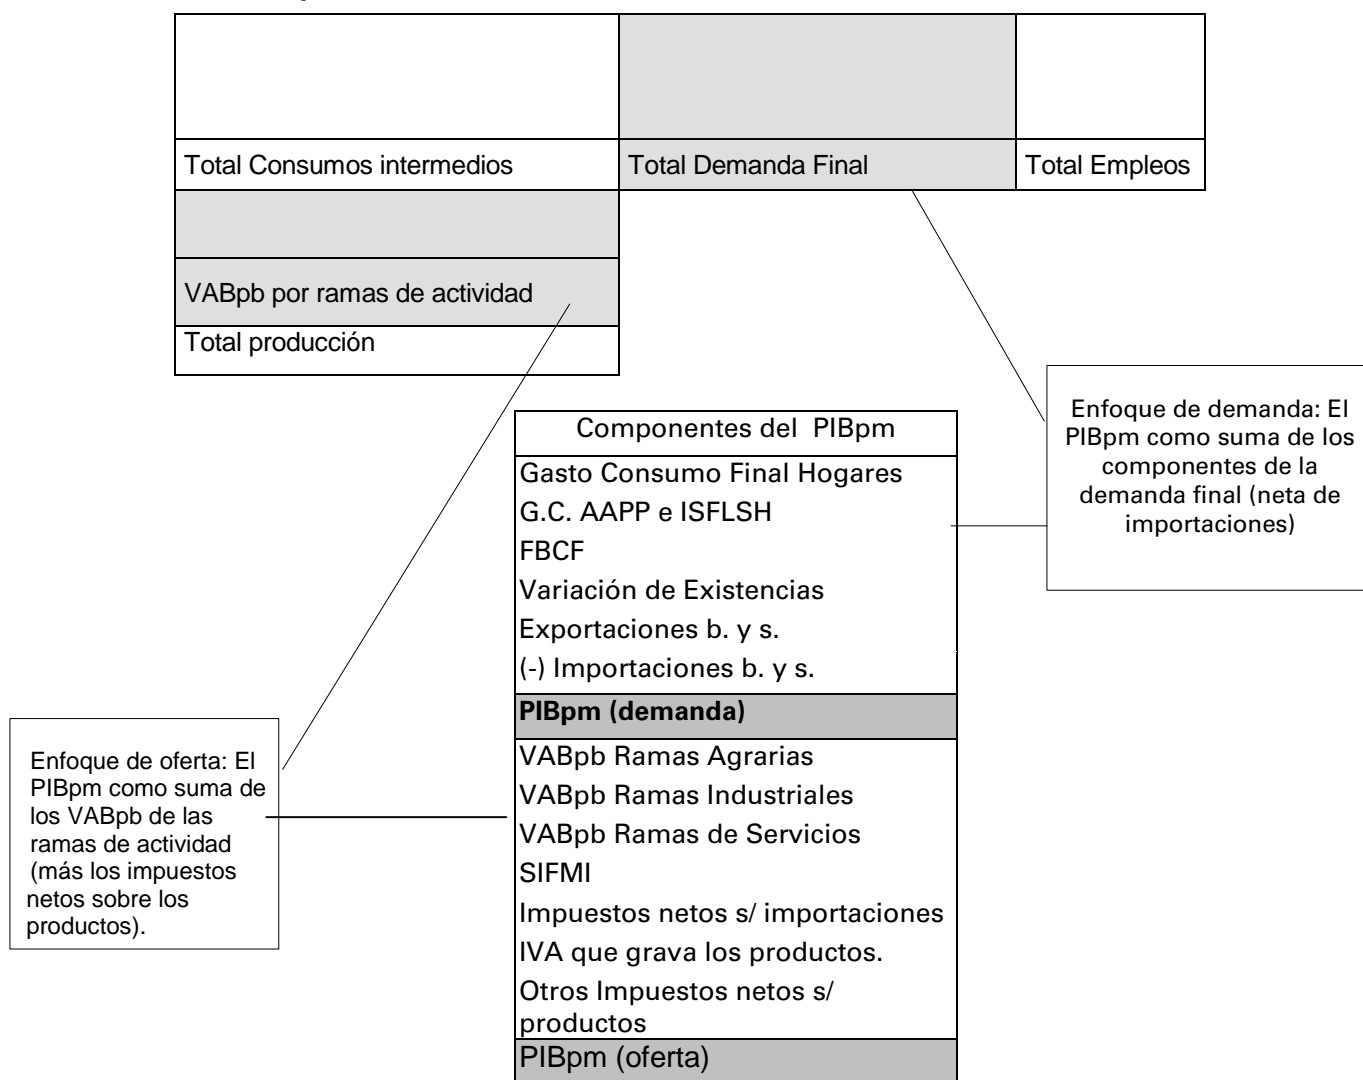 Total Consumos intermedios
Total Demanda Final
Total Empleos
VABpb por ramas de actividad
Total producción
Enfoque de demanda: El
PIBpm como suma de los
componentes de la
demanda final (neta de
importaciones)
Componentes del PIBpm
Gasto Consumo Final Hogares
G.C. AAPP e ISFLSH
FBCF
Variación de Existencias
Exportaciones b. y s.
(-) Importaciones b. y s.
PIBpm (demanda)
VABpb Ramas Agrarias
VABpb Ramas Industriales
VABpb Ramas de Servicios
SIFMI
Impuestos netos s/ importaciones
IVA que grava los productos.
Otros Impuestos netos s/
productos
PIBpm (oferta)
Enfoque de oferta: El
PIBpm como suma de
los VABpb de las
ramas de actividad
(más los impuestos
netos sobre los
productos).